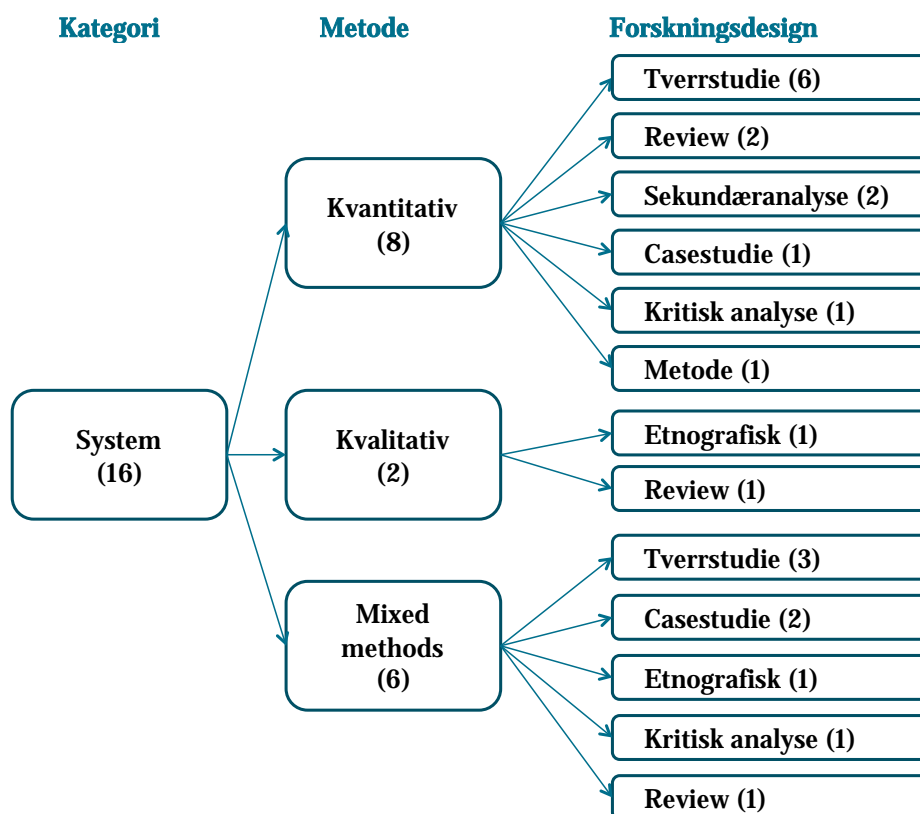 Kategori
Metode
Forskningsdesign
System
(16)
Kvantitativ
(8)
Tverrstudie (6)
Review (2)
Sekundæranalyse (2)
Casestudie (1)
Kritisk analyse (1)
Metode (1)
Kvalitativ
(2)
Etnografisk (1)
Review (1)
Mixed
methods
(6)
Tverrstudie (3)
Casestudie (2)
Etnografisk (1)
Kritisk analyse (1)
Review (1)